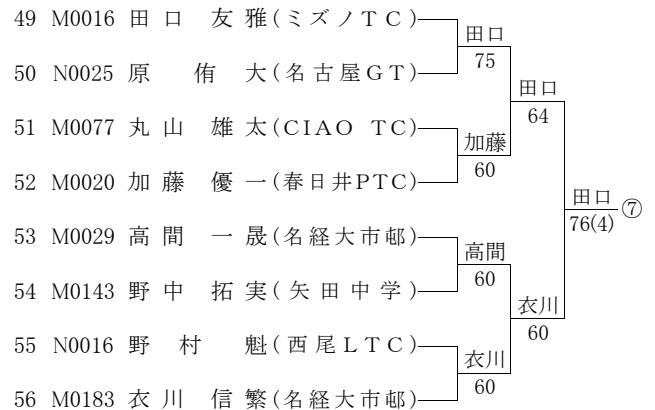 49 M0016 田口 友雅(ミズノTC)
田口
50 N0025 原 侑大(名古屋GT)
75
田口
64
51 M0077 丸山 雄太(CIAO TC)
加藤
52 M0020 加藤 優一(春日井PTC)
60
田口
76(4) ⑦
53 M0029 高間 一晟(名経大市邨)
高間
54 M0143 野中 拓実(矢田中学)
60
衣川
60
55 N0016 野村 魁(西尾LTC)
衣川
56 M0183 衣川 信繁(名経大市邨)
60